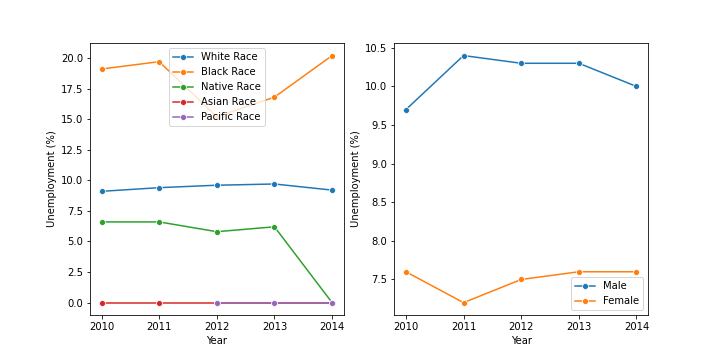 20.0
17.5
15.0
12.5
10.0
7.5
5.0
2.5
0.0
Unemployment (%)
White Race
Black Race
Native Race
Asian Race
Pacific Race
2010 2011 2012 2013 2014
Year
10.5
10.0
9.5
9.0
8.5
8.0
7.5
Unemployment (%)
Male
Female
2010 2011 2012 2013 2014
Year